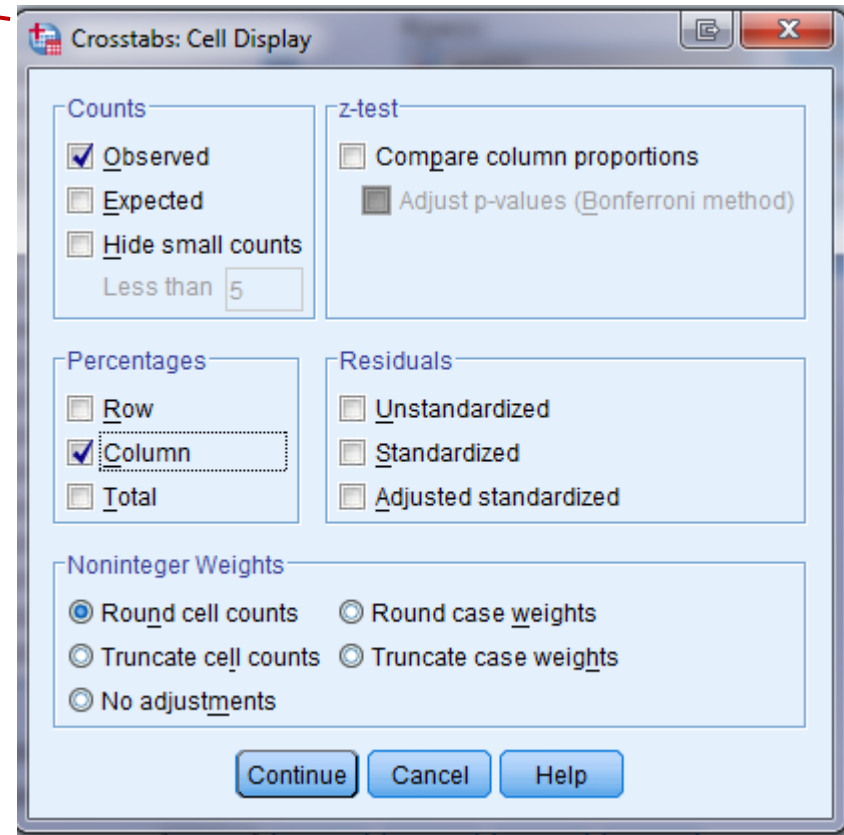 Crosstabs: Cell Display
Counts
Observed
Expected
Hide small counts
Less than 5
z-test
Compare column proportions
Adjust p-values (Bonferroni method)
Percentages
Row
Column
Total
Residuals
Unstandardized
Standardized
Adjusted standardized
Noninteger Weights
Round cell counts Round case weights
Truncate cell counts Truncate case weights
No adjustments
Continue Cancel Help